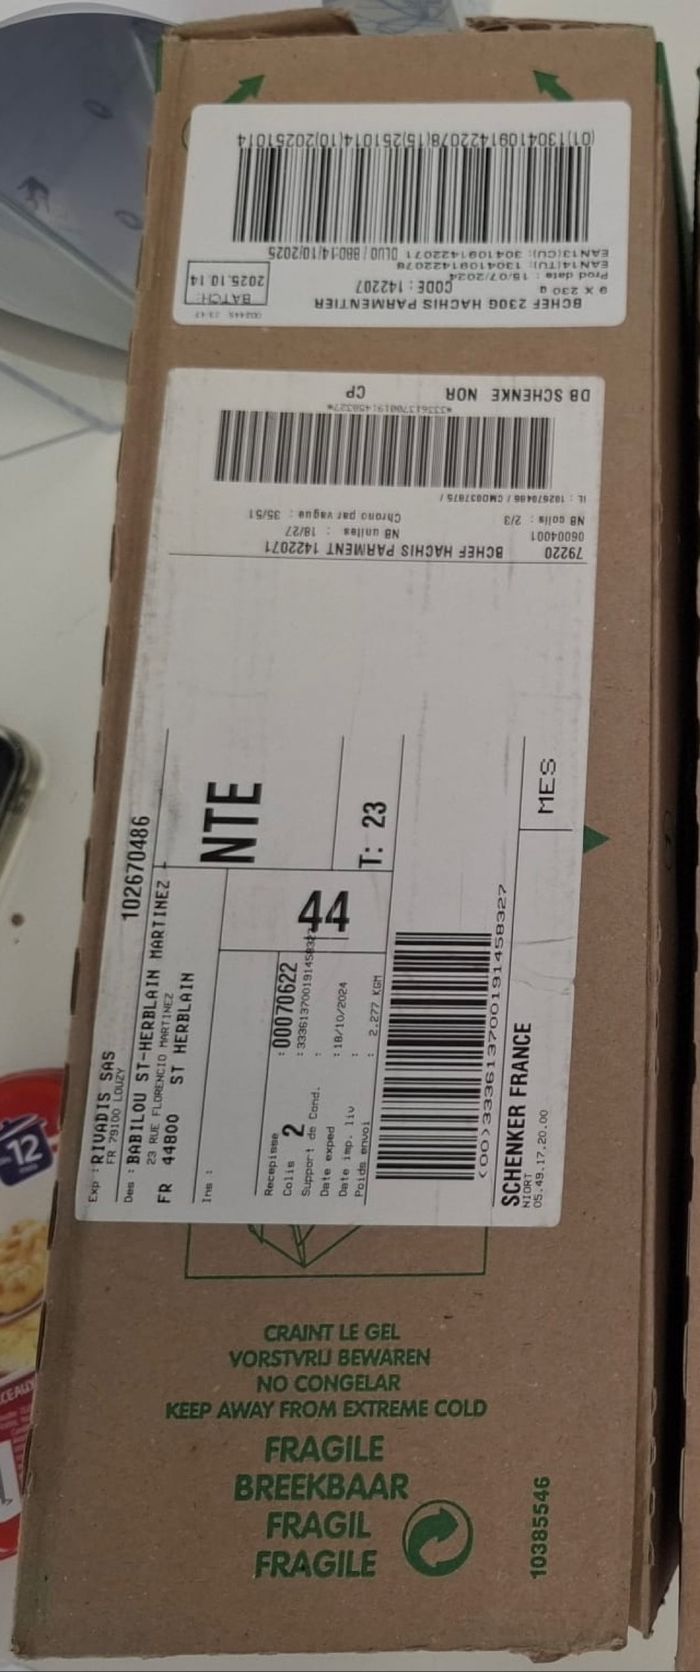 BCHEF 230G HACHIS PARMENTIER
9 X 230 g CODE : 142207
Prod date : 15/07/2024
EAN14(TU): 13041091422078
EAN13(CU): 3041091422071 DLUO / BBD:14/10/2025
BATCH:
2025.10.14
(01)13041091422078(15)251014(10)20251014
79220 BCHEF HACHIS PARMENT 1422071
06004001 NB unites : 18/27
NB colis : 2/3 Chrono par vague : 35/51
IL : 102670486 / CMD037875 /
*333613700191458327*
DB SCHENKE NOR CP
Exp : RIVADIS SAS
FR 79100 LOUZY
102670486
Des : BABILOU ST-HERBLAIN MARTINEZ
23 RUE FLORENCIO MARTINEZ
FR 44800 ST HERBLAIN
Ins :
NTE
44
T: 23
Recepisse : 00070622
Colis 2 : 333613700191458327
Support de Cond. :
Date exped : 18/10/2024
Date imp. liv :
Poids envoi : 2.277 KGM
(00)333613700191458327
SCHENKER FRANCE
NIORT
05.49.17.20.00
MES
CRAINT LE GEL
VORSTVRIJ BEWAREN
NO CONGELAR
KEEP AWAY FROM EXTREME COLD
FRAGILE
BREEKBAAR
FRAGIL
FRAGILE
10385546
-12